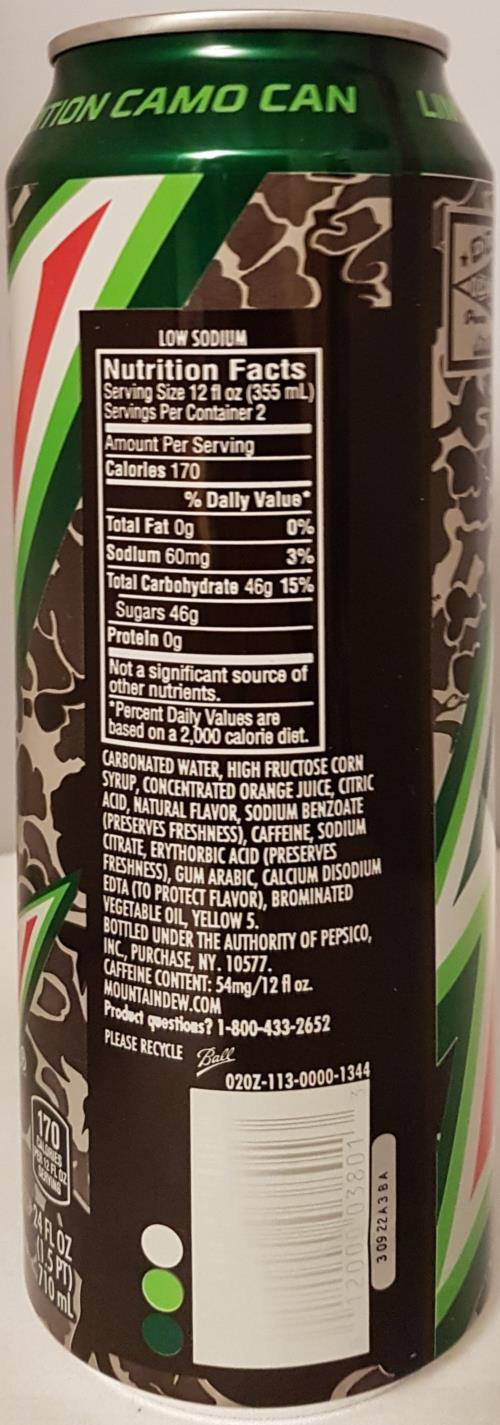 TION CAMO CAN
LOW SODIUM
Nutrition Facts
Serving Size 12 fl oz (355 mL)
Servings Per Container 2
Amount Per Serving
Calories 170
% Daily Value*
Total Fat 0g 0%
Sodium 60mg 3%
Total Carbohydrate 46g 15%
Sugars 46g
Protein 0g
Not a significant source of
other nutrients.
*Percent Daily Values are
based on a 2,000 calorie diet.
CARBONATED WATER, HIGH FRUCTOSE CORN
SYRUP, CONCENTRATED ORANGE JUICE, CITRIC
ACID, NATURAL FLAVOR, SODIUM BENZOATE
(PRESERVES FRESHNESS), CAFFEINE, SODIUM
CITRATE, ERYTHORBIC ACID (PRESERVES
FRESHNESS), GUM ARABIC, CALCIUM DISODIUM
EDTA (TO PROTECT FLAVOR), BROMINATED
VEGETABLE OIL, YELLOW 5.
BOTTLED UNDER THE AUTHORITY OF PEPSICO,
INC., PURCHASE, NY. 10577.
CAFFEINE CONTENT: 54mg/12 fl oz.
MOUNTAINDEW.COM
Product questions? 1-800-433-2652
PLEASE RECYCLE Ball
020Z-113-0000-1344
3 09 22 A 3 B A
170
CALORIES
PER 12 FL OZ
SERVING
24 FL OZ
(1.5 PT)
710 mL